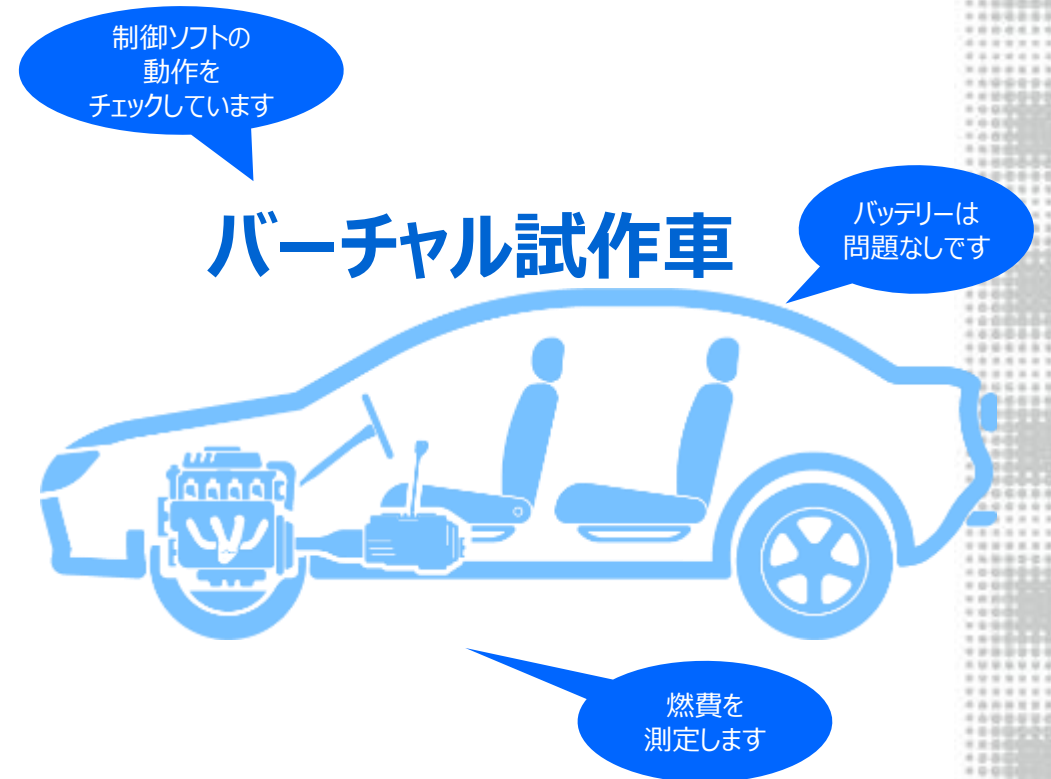 制御ソフトの
動作を
チェックしています
バーチャル試作車
バッテリーは
問題なしです
燃費を
測定します